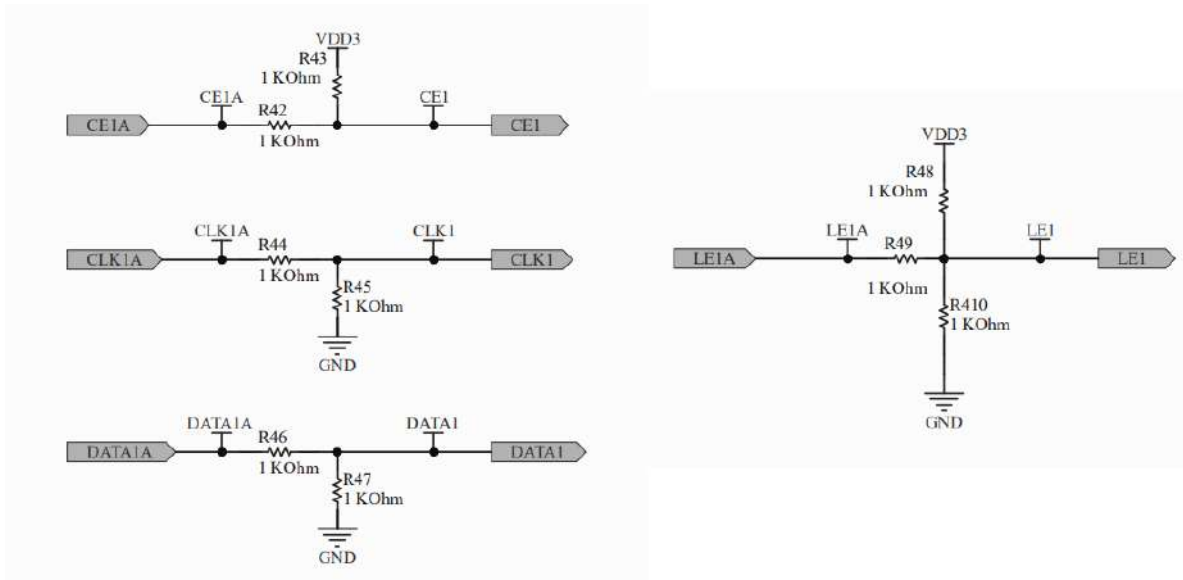 VDD3
R43
1 KOhm
CE1A
R42
CE1
CE1A
CE1
1 KOhm
CLK1A
R44
CLK1
CLK1A
CLK1
1 KOhm
R45
1 KOhm
GND
DATA1A
R46
DATA1
DATA1A
DATA1
1 KOhm
R47
1 KOhm
GND
VDD3
R48
1 KOhm
LE1A
R49
LE1
LE1A
LE1
1 KOhm
R410
1 KOhm
GND